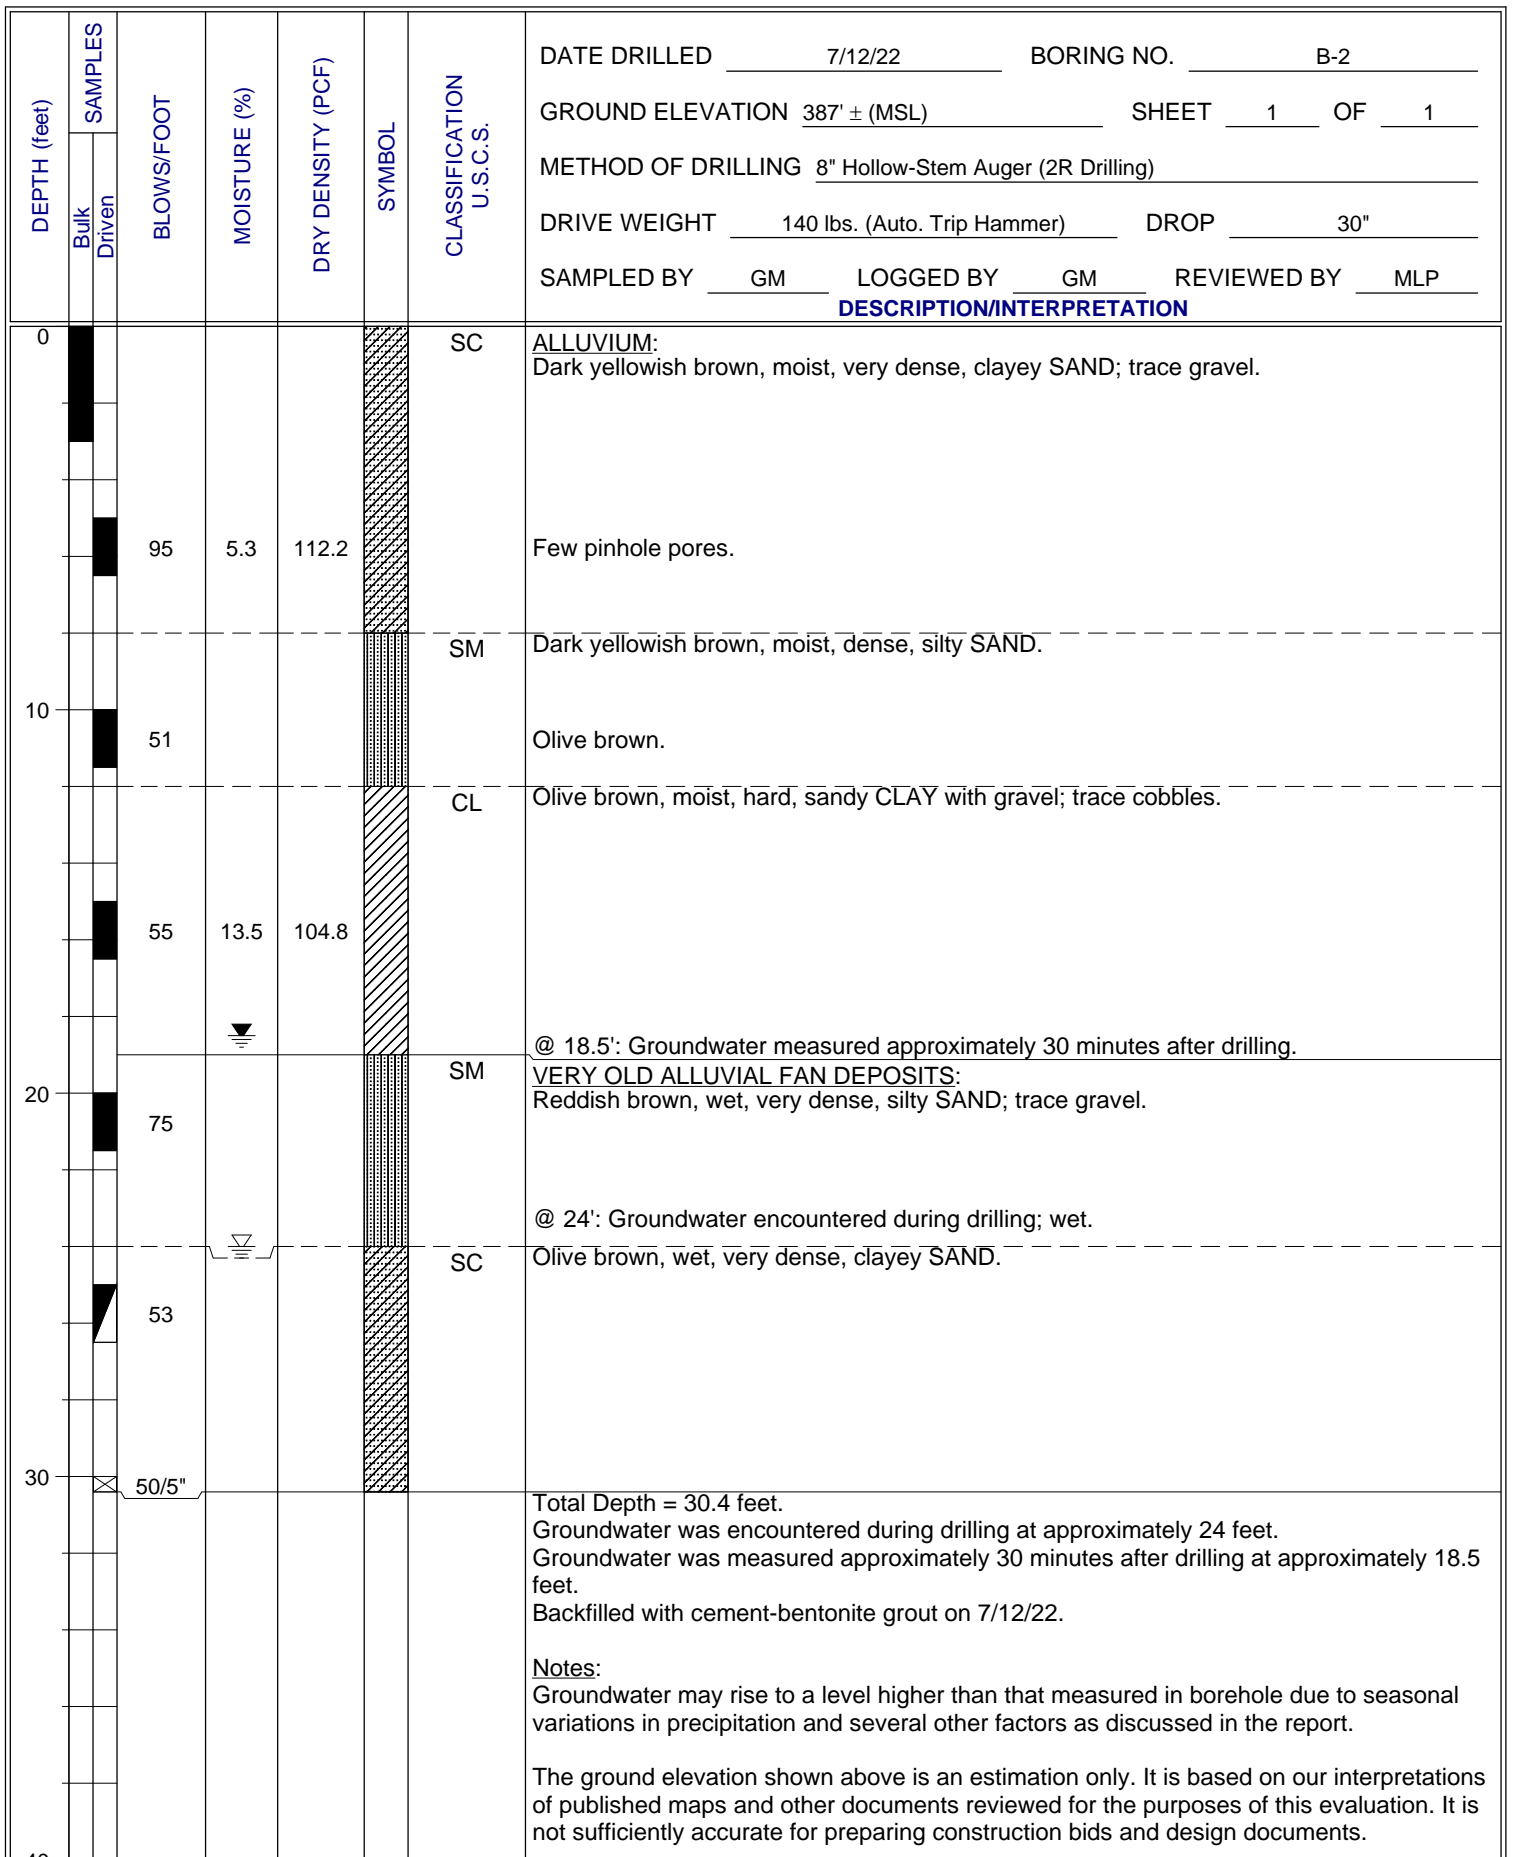 DEPTH (feet)
SAMPLES
Bulk
Driven
BLOWS/FOOT
MOISTURE (%)
DRY DENSITY (PCF)
SYMBOL
CLASSIFICATION
U.S.C.S.
DATE DRILLED 7/12/22 BORING NO. B-2
GROUND ELEVATION 387' ± (MSL) SHEET 1 OF 1
METHOD OF DRILLING 8" Hollow-Stem Auger (2R Drilling)
DRIVE WEIGHT 140 lbs. (Auto. Trip Hammer) DROP 30"
SAMPLED BY GM LOGGED BY GM REVIEWED BY MLP
DESCRIPTION/INTERPRETATION
0 SC ALLUVIUM:
Dark yellowish brown, moist, very dense, clayey SAND; trace gravel.
95 5.3 112.2 Few pinhole pores.
SM Dark yellowish brown, moist, dense, silty SAND.
10
51 Olive brown.
CL Olive brown, moist, hard, sandy CLAY with gravel; trace cobbles.
55 13.5 104.8
@ 18.5': Groundwater measured approximately 30 minutes after drilling.
SM VERY OLD ALLUVIAL FAN DEPOSITS:
20 Reddish brown, wet, very dense, silty SAND; trace gravel.
75
@ 24': Groundwater encountered during drilling; wet.
SC Olive brown, wet, very dense, clayey SAND.
53
30 50/5"
Total Depth = 30.4 feet.
Groundwater was encountered during drilling at approximately 24 feet.
Groundwater was measured approximately 30 minutes after drilling at approximately 18.5
feet.
Backfilled with cement-bentonite grout on 7/12/22.
Notes:
Groundwater may rise to a level higher than that measured in borehole due to seasonal
variations in precipitation and several other factors as discussed in the report.
The ground elevation shown above is an estimation only. It is based on our interpretations
of published maps and other documents reviewed for the purposes of this evaluation. It is
not sufficiently accurate for preparing construction bids and design documents.